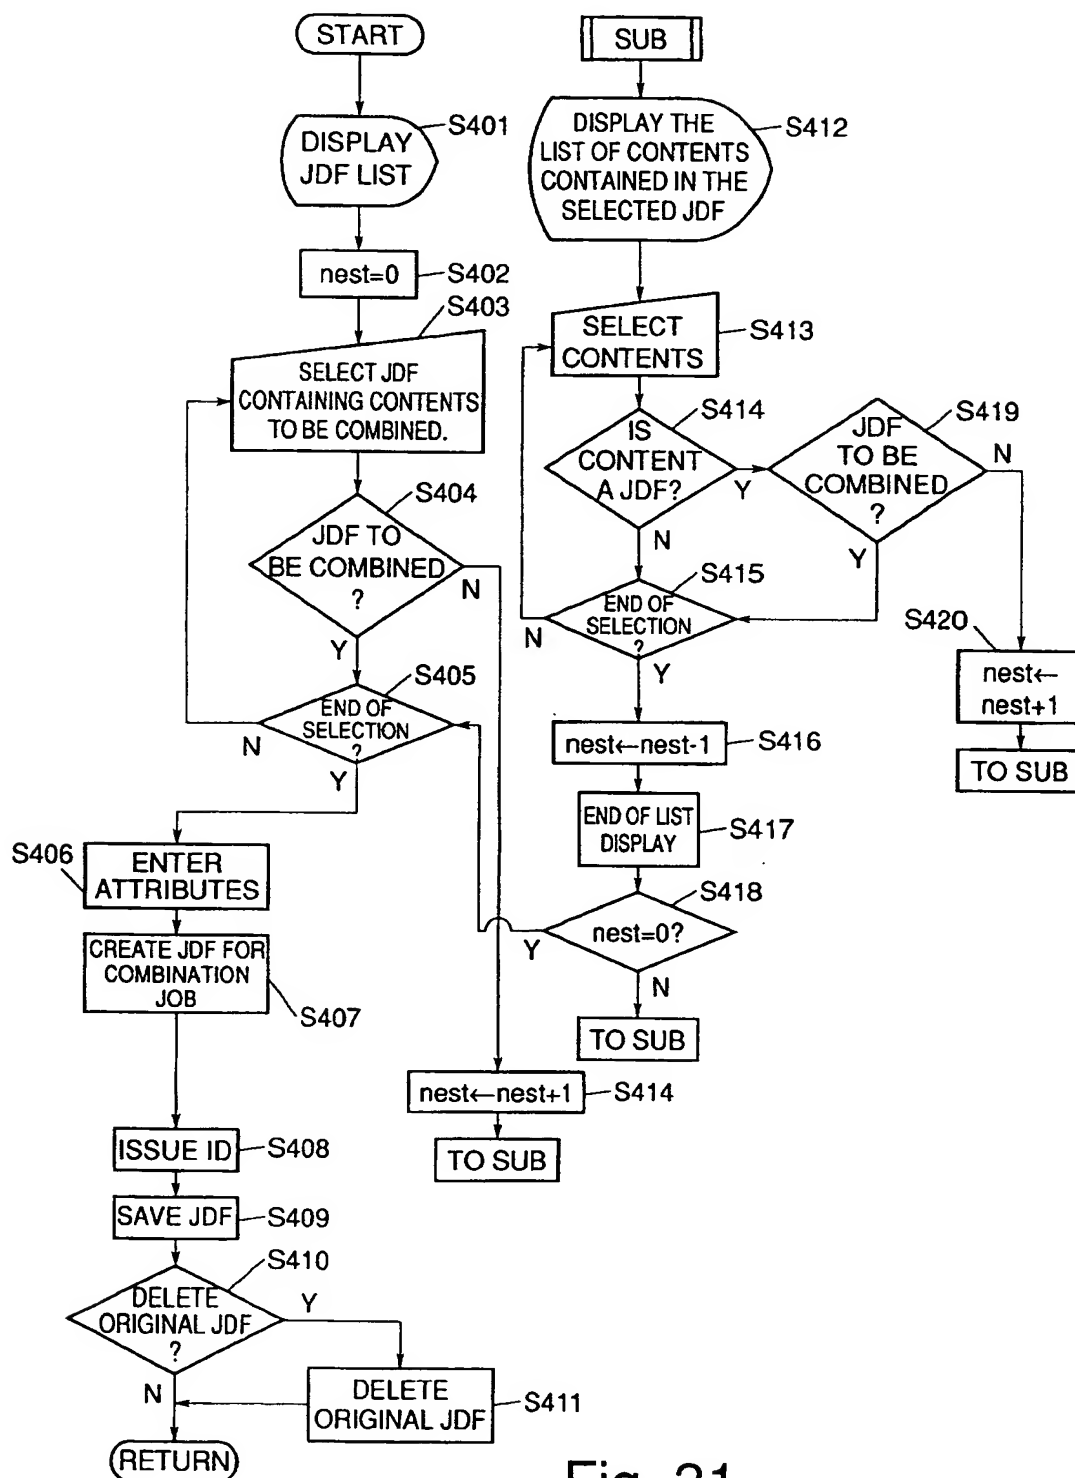 START
DISPLAY
JDF LIST
S401
nest=0
S402
S403
SELECT JDF
CONTAINING CONTENTS
TO BE COMBINED.
S404
JDF TO
BE COMBINED
?
N
Y
S405
END OF
SELECTION
?
N
Y
S406
ENTER
ATTRIBUTES
CREATE JDF FOR
COMBINATION
JOB
S407
ISSUE ID
S408
SAVE JDF
S409
S410
DELETE
ORIGINAL JDF
?
Y
N
DELETE
ORIGINAL JDF
S411
RETURN
nest←nest+1
S414
TO SUB
SUB
DISPLAY THE
LIST OF CONTENTS
CONTAINED IN THE
SELECTED JDF
S412
SELECT
CONTENTS
S413
S414
IS
CONTENT
A JDF?
Y
N
S415
END OF
SELECTION
?
N
Y
nest←nest-1
S416
END OF LIST
DISPLAY
S417
S418
nest=0?
Y
N
TO SUB
S419
JDF
TO BE
COMBINED
?
N
Y
S420
nest←
nest+1
TO SUB